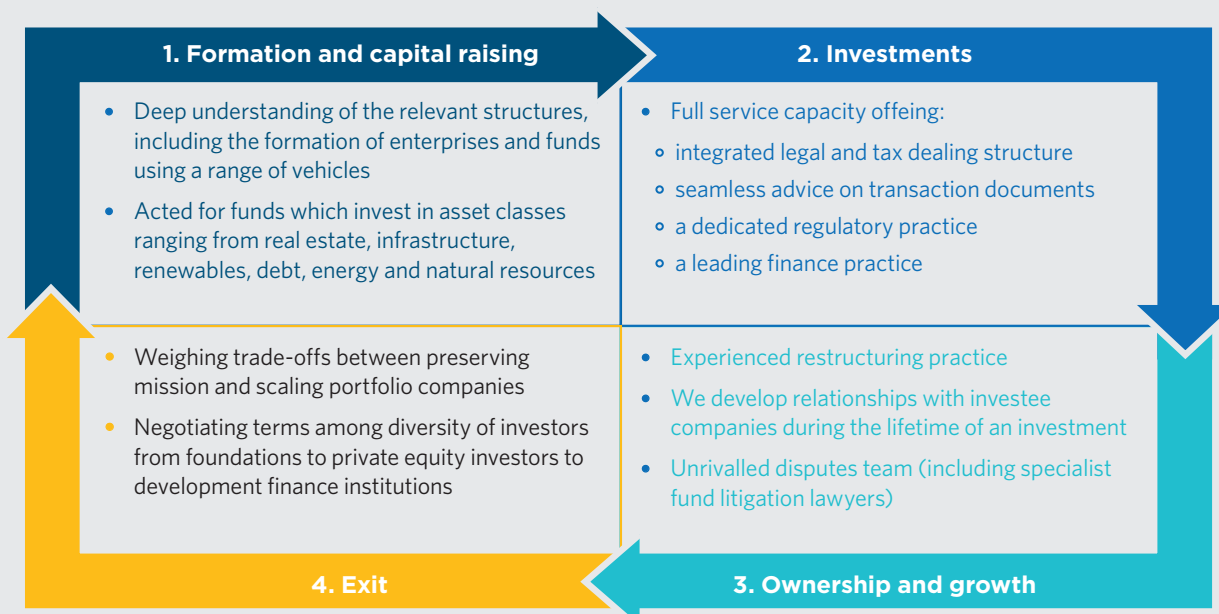 1. Formation and capital raising
• Deep understanding of the relevant structures,
including the formation of enterprises and funds
using a range of vehicles
• Acted for funds which invest in asset classes
ranging from real estate, infrastructure,
renewables, debt, energy and natural resources
2. Investments
• Full service capacity offeing:
integrated legal and tax dealing structure
seamless advice on transaction documents
a dedicated regulatory practice
a leading finance practice
• Experienced restructuring practice
• We develop relationships with investee
companies during the lifetime of an investment
• Unrivalled disputes team (including specialist
fund litigation lawyers)
3. Ownership and growth
• Weighing trade-offs between preserving
mission and scaling portfolio companies
• Negotiating terms among diversity of investors
from foundations to private equity investors to
development finance institutions
4. Exit